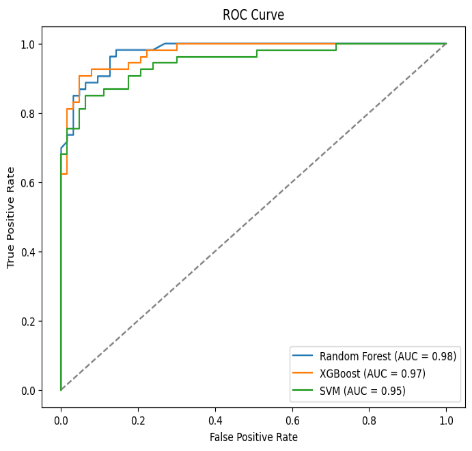 ROC Curve
1.0
0.8
0.6
0.4
0.2
0.0
True Positive Rate
Random Forest (AUC = 0.98)
XGBoost (AUC = 0.97)
SVM (AUC = 0.95)
0.0 0.2 0.4 0.6 0.8 1.0
False Positive Rate